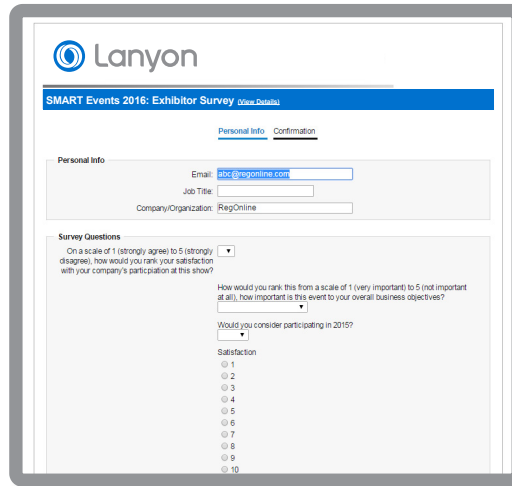 Lanyon
SMART Events 2016: Exhibitor Survey (View Details)
Personal Info Confirmation
Personal Info
Email: abc@regonline.com
Job Title:
Company/Organization: RegOnline
Survey Questions
On a scale of 1 (strongly agree) to 5 (strongly
disagree), how would you rank your satisfaction
with your company's particpiation at this show?
How would you rank this from a scale of 1 (very important) to 5 (not important
at all), how important is this event to your overall business objectives?
Would you consider participating in 2015?
Satisfaction
1
2
3
4
5
6
7
8
9
10